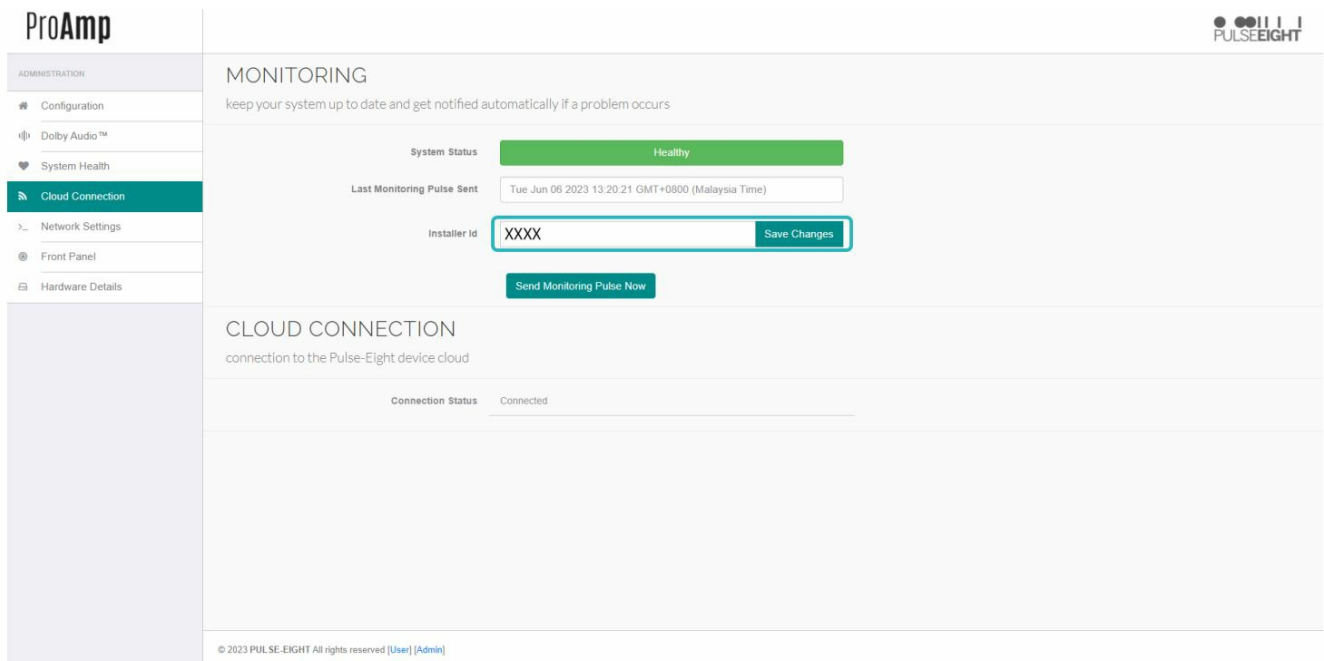 ProAmp
PULSEEIGHT
ADMINISTRATION
Configuration
Dolby Audio™
System Health
Cloud Connection
Network Settings
Front Panel
Hardware Details
MONITORING
keep your system up to date and get notified automatically if a problem occurs
System Status Healthy
Last Monitoring Pulse Sent Tue Jun 06 2023 13:20:21 GMT+0800 (Malaysia Time)
Installer Id XXXX Save Changes
Send Monitoring Pulse Now
CLOUD CONNECTION
connection to the Pulse-Eight device cloud
Connection Status Connected
© 2023 PULSE-EIGHT All rights reserved [User] [Admin]